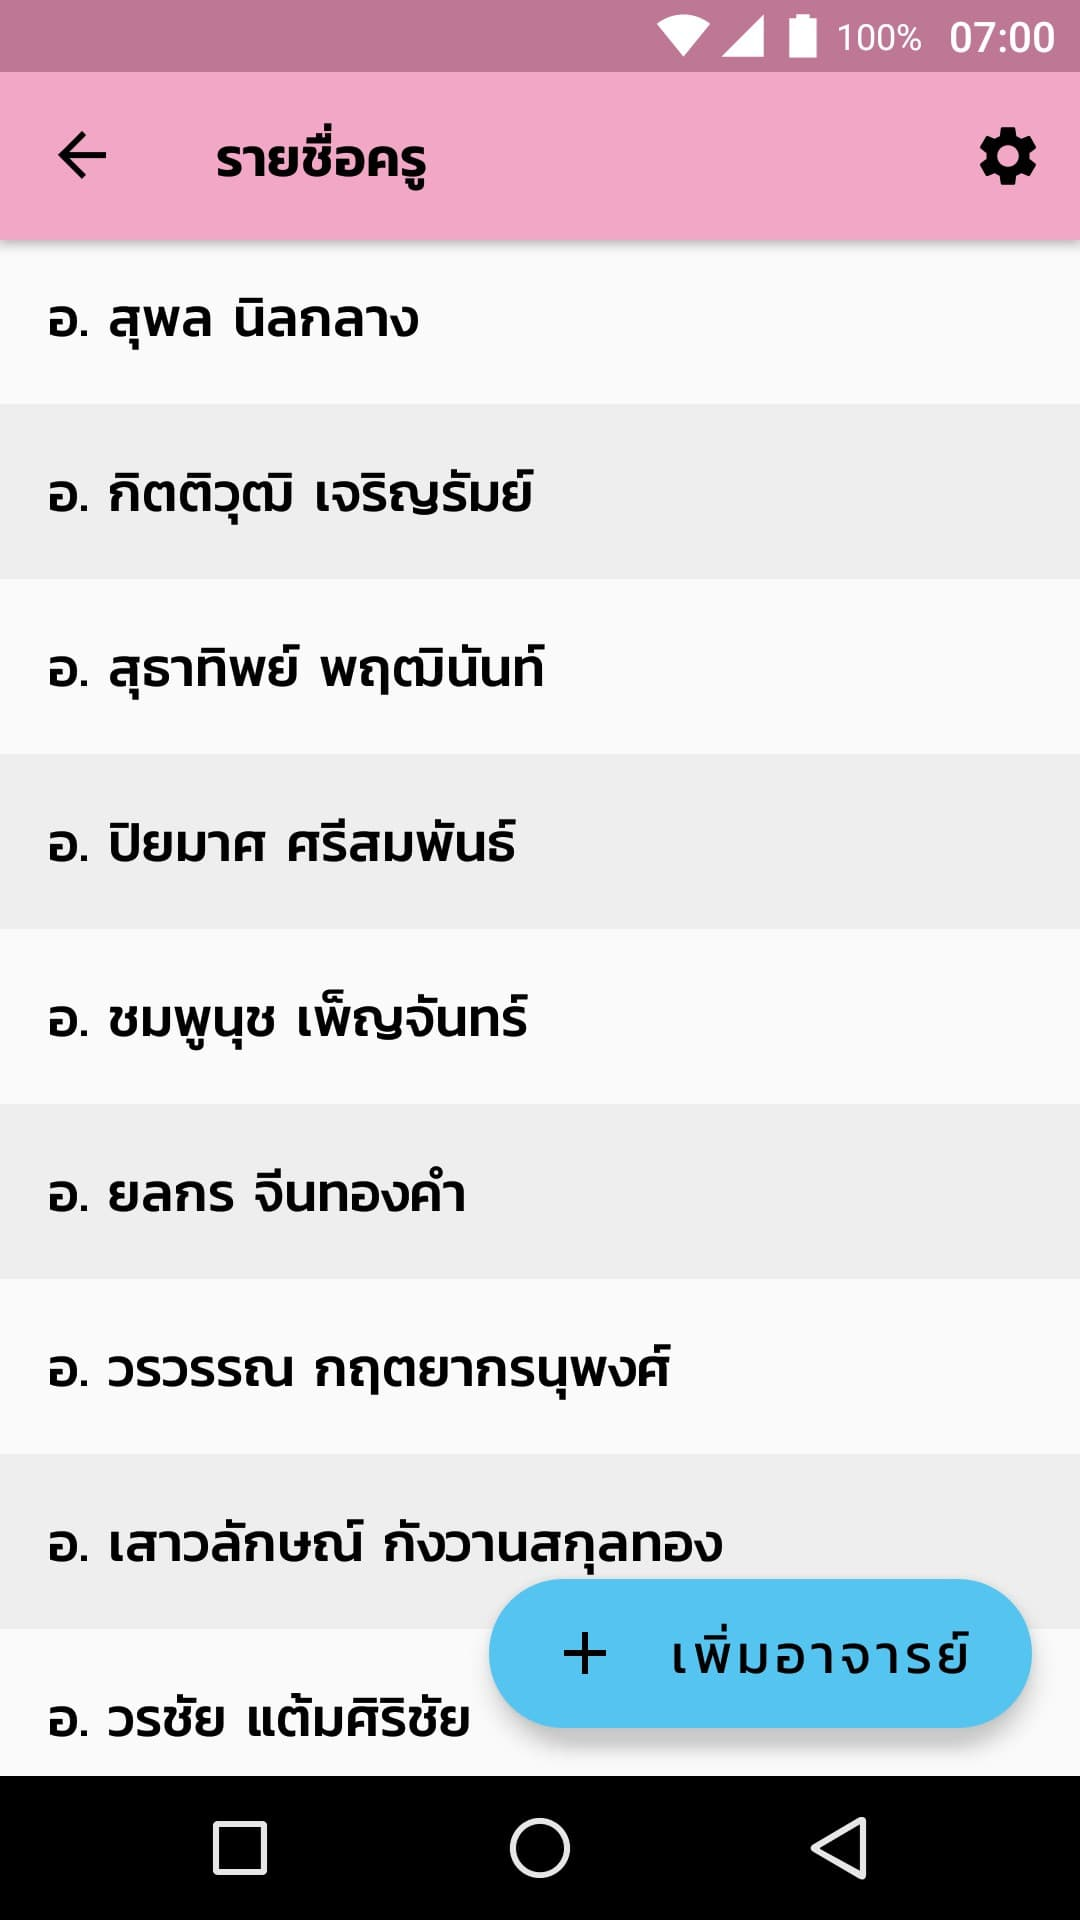 100% 07:00
รายชื่อครู
อ. สุพล นิลกลาง
อ. กิตติวุฒิ เจริญรัมย์
อ. สุธาทิพย์ พฤฒินันท์
อ. ปิยมาศ ศรีสมพันธ์
อ. ชมพูนุช เพ็ญจันทร์
อ. ยลกร จีนทองคำ
อ. วรวรรณ กฤตยากรนุพงศ์
อ. เสาวลักษณ์ กังวานสกุลทอง
เพิ่มอาจารย์
อ. วรชัย แต้มศิริชัย